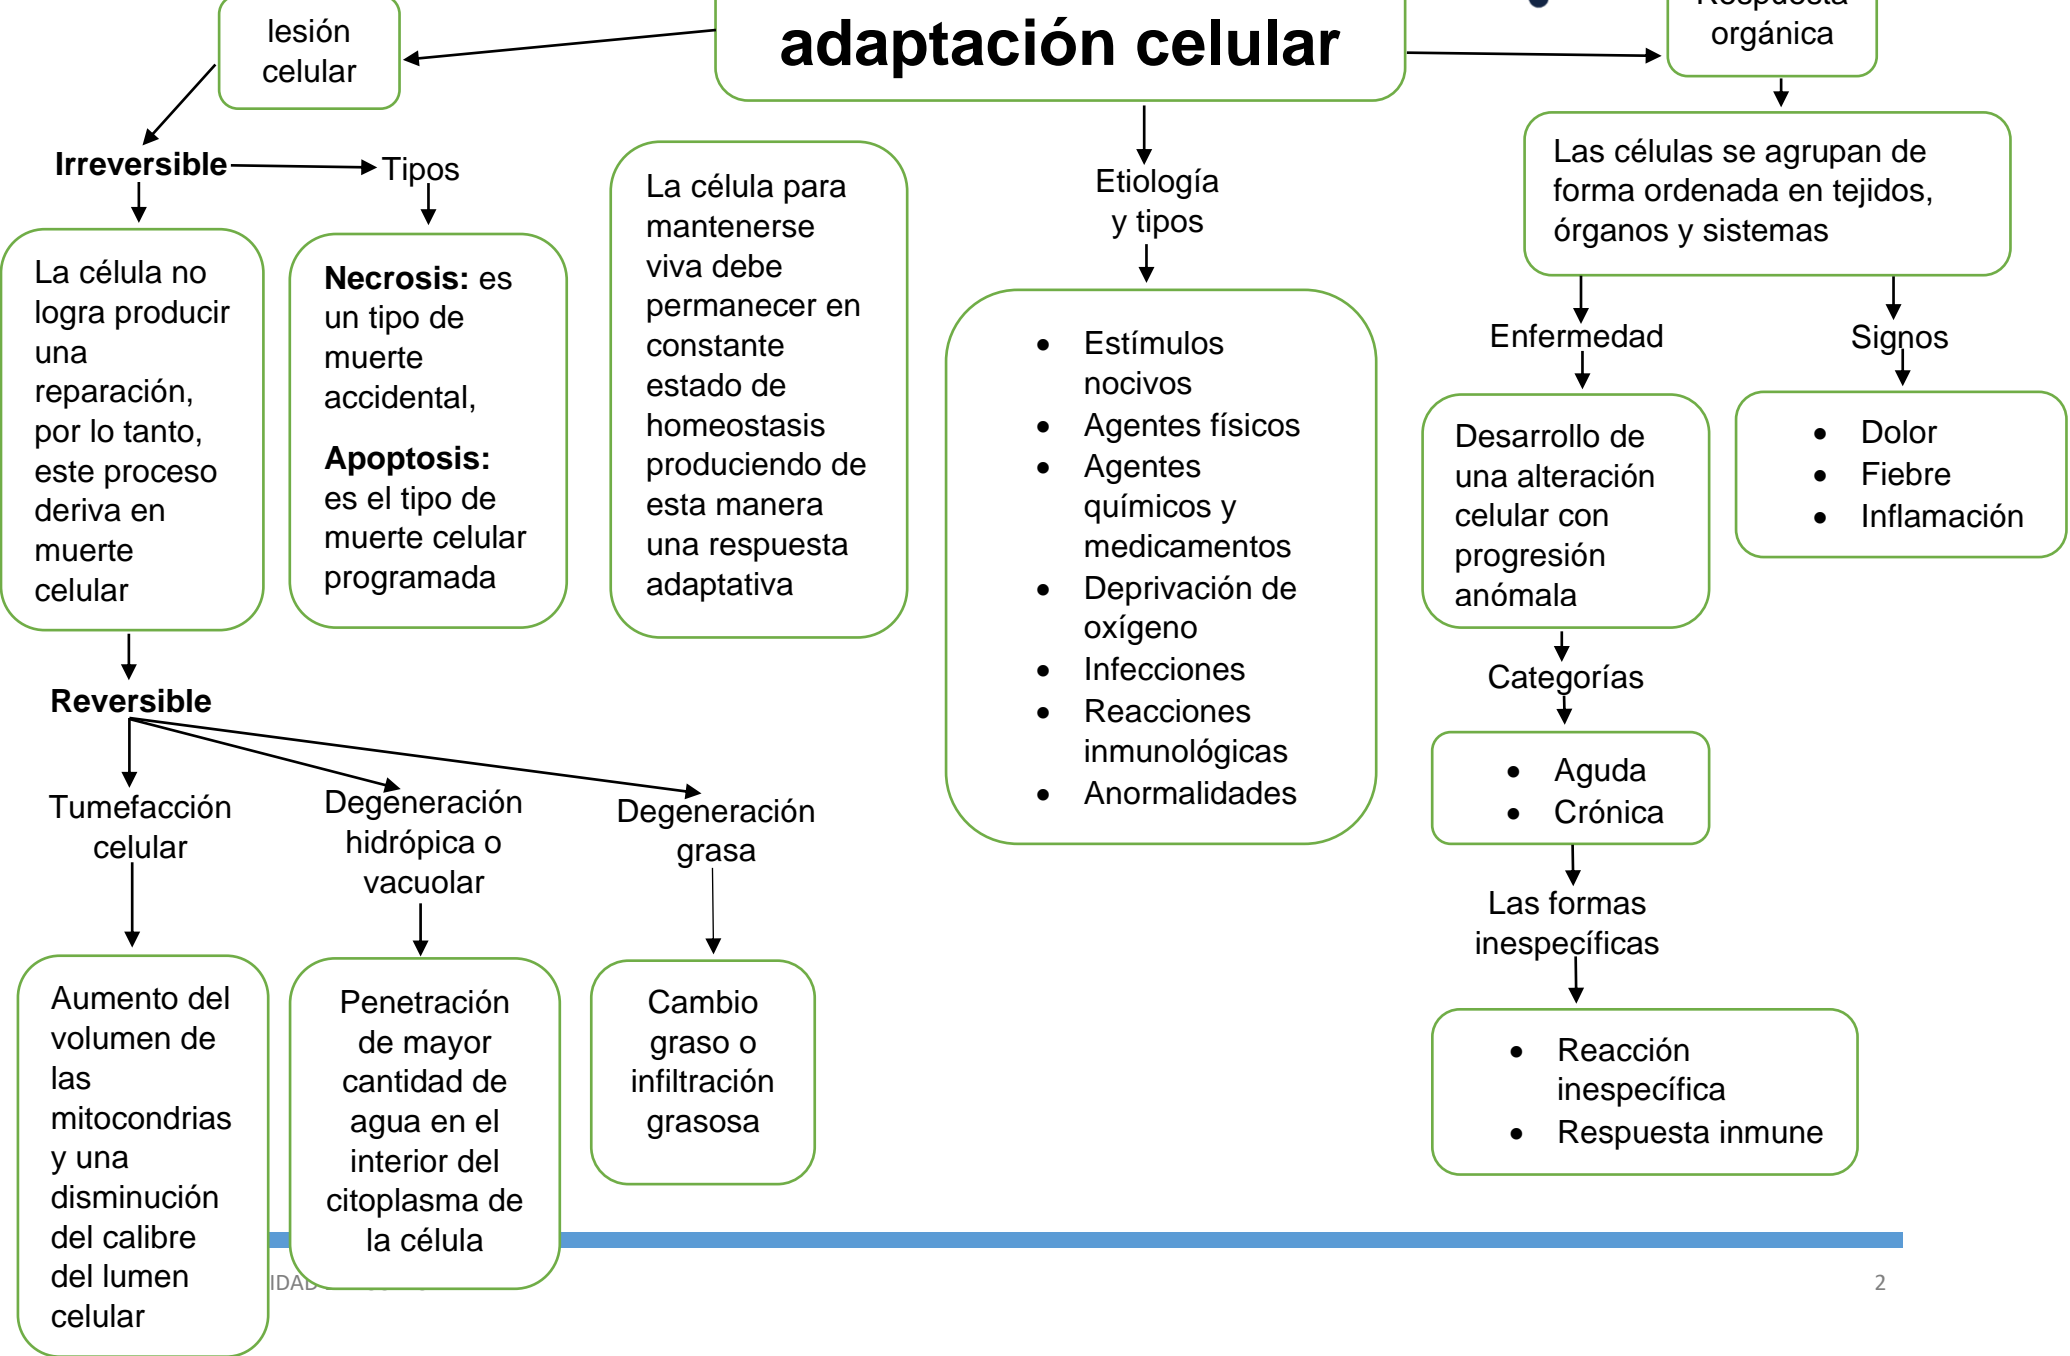 lesión
celular
adaptación celular
Respuesta
orgánica
Irreversible
Tipos
La célula no
logra producir
una
reparación,
por lo tanto,
este proceso
deriva en
muerte
celular
Necrosis: es
un tipo de
muerte
accidental,
Apoptosis:
es el tipo de
muerte celular
programada
La célula para
mantenerse
viva debe
permanecer en
constante
estado de
homeostasis
produciendo de
esta manera
una respuesta
adaptativa
Etiología
y tipos
• Estímulos
nocivos
• Agentes físicos
• Agentes
químicos y
medicamentos
• Deprivación de
oxígeno
• Infecciones
• Reacciones
inmunológicas
• Anormalidades
Las células se agrupan de
forma ordenada en tejidos,
órganos y sistemas
Enfermedad
Signos
Desarrollo de
una alteración
celular con
progresión
anómala
• Dolor
• Fiebre
• Inflamación
Categorías
• Aguda
• Crónica
Las formas
inespecíficas
• Reacción
inespecífica
• Respuesta inmune
Reversible
Tumefacción
celular
Degeneración
hidrópica o
vacuolar
Degeneración
grasa
Aumento del
volumen de
las
mitocondrias
y una
disminución
del calibre
del lumen
celular
Penetración
de mayor
cantidad de
agua en el
interior del
citoplasma de
la célula
Cambio
graso o
infiltración
grasosa
2